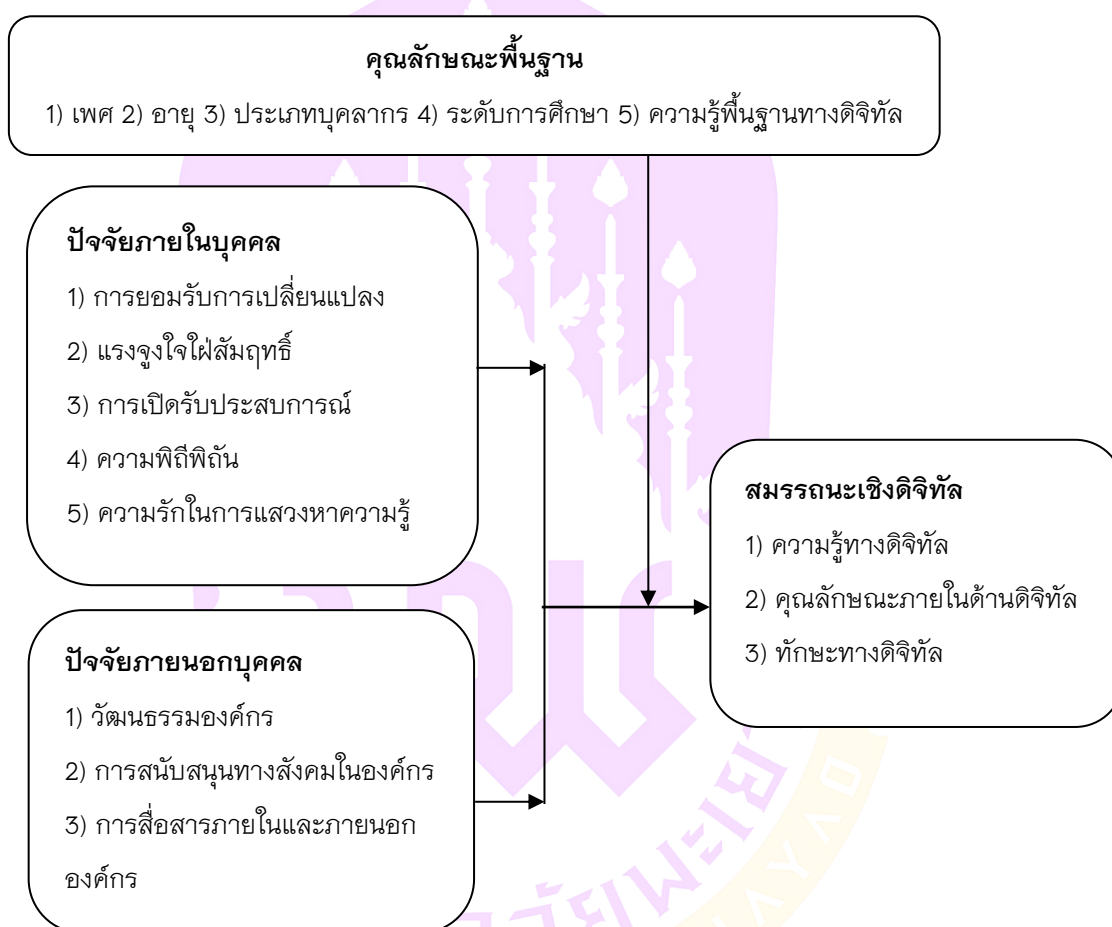 คุณลักษณะพื้นฐาน
1) เพศ 2) อายุ 3) ประเภทบุคลากร 4) ระดับการศึกษา 5) ความรู้พื้นฐานทางดิจิทัล
ปัจจัยภายในบุคคล
1) การยอมรับการเปลี่ยนแปลง
2) แรงจูงใจใฝ่สัมฤทธิ์
3) การเปิดรับประสบการณ์
4) ความพิถีพิถัน
5) ความรักในการแสวงหาความรู้
สมรรถนะเชิงดิจิทัล
1) ความรู้ทางดิจิทัล
2) คุณลักษณะภายในด้านดิจิทัล
3) ทักษะทางดิจิทัล
ปัจจัยภายนอกบุคคล
1) วัฒนธรรมองค์กร
2) การสนับสนุนทางสังคมในองค์กร
3) การสื่อสารภายในและภายนอก
องค์กร